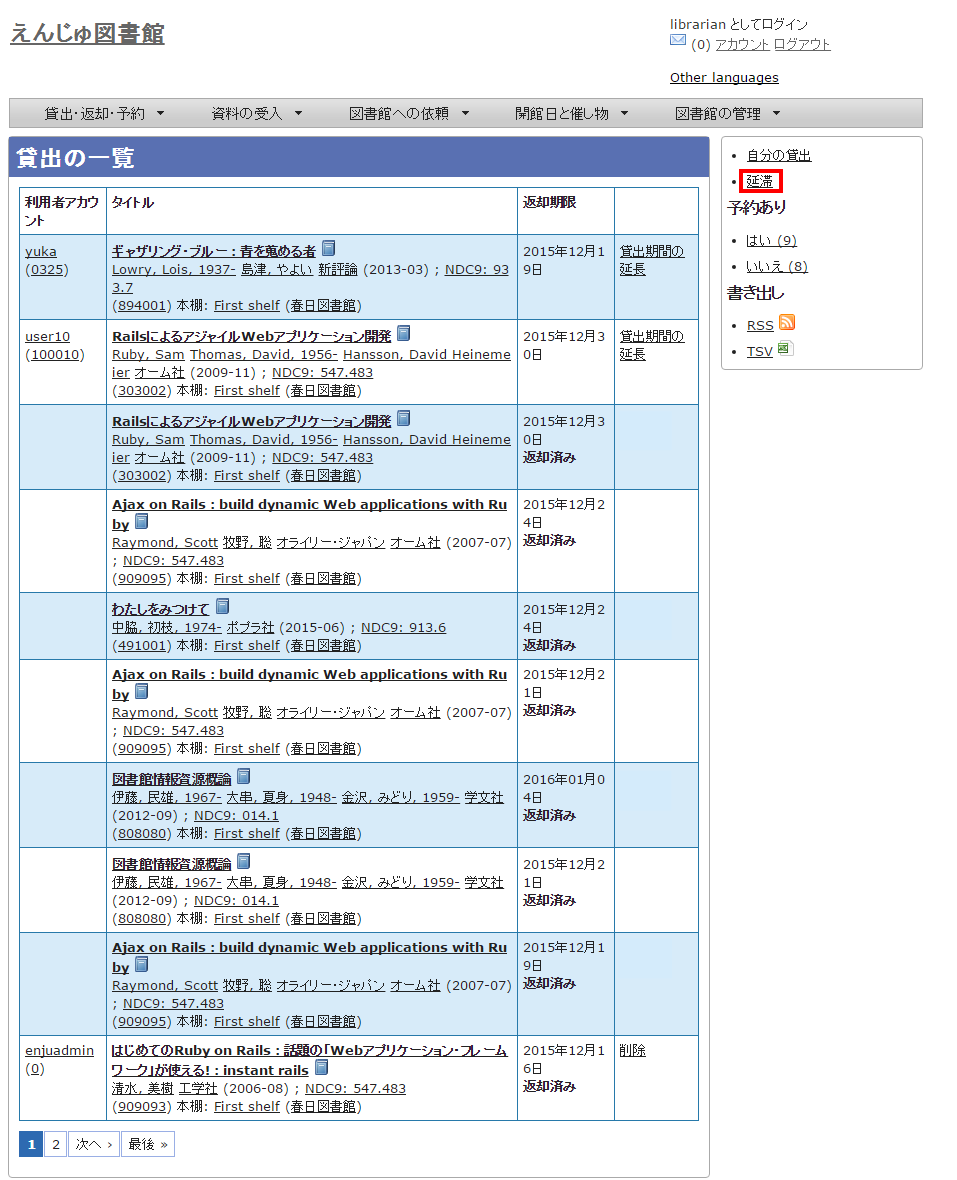 えんじゅ図書館
librarian としてログイン
(0) アカウント ログアウト
Other languages
貸出・返却・予約 ▼ 資料の受入 ▼ 図書館への依頼 ▼ 開館日と催し物 ▼ 図書館の管理 ▼
貸出の一覧
利用者アカウ
ント
タイトル
返却期限
yuka
(0325)
ギャザリング・ブルー : 青を蒐める者
Lowry, Lois, 1937- 島津, やよい 新評論 (2013-03) ; NDC9: 93
3.7
(894001) 本棚: First shelf (春日図書館)
2015年12月1
9日
貸出期間の
延長
user10
(100010)
RailsによるアジャイルWebアプリケーション開発
Ruby, Sam Thomas, David, 1956- Hansson, David Heineme
ier オーム社 (2009-11) ; NDC9: 547.483
(303002) 本棚: First shelf (春日図書館)
2015年12月3
0日
貸出期間の
延長
RailsによるアジャイルWebアプリケーション開発
Ruby, Sam Thomas, David, 1956- Hansson, David Heineme
ier オーム社 (2009-11) ; NDC9: 547.483
(303002) 本棚: First shelf (春日図書館)
2015年12月3
0日
返却済み
Ajax on Rails : build dynamic Web applications with Ru
by
Raymond, Scott 牧野, 聡 オライリー・ジャパン オーム社 (2007-07)
; NDC9: 547.483
(909095) 本棚: First shelf (春日図書館)
2015年12月2
4日
返却済み
わたしをみつけて
中脇, 初枝, 1974- ポプラ社 (2015-06) ; NDC9: 913.6
(491001) 本棚: First shelf (春日図書館)
2015年12月2
4日
返却済み
Ajax on Rails : build dynamic Web applications with Ru
by
Raymond, Scott 牧野, 聡 オライリー・ジャパン オーム社 (2007-07)
; NDC9: 547.483
(909095) 本棚: First shelf (春日図書館)
2015年12月2
1日
返却済み
図書館情報資源概論
伊藤, 民雄, 1967- 大串, 夏身, 1948- 金沢, みどり, 1959- 学文社
(2012-09) ; NDC9: 014.1
(808080) 本棚: First shelf (春日図書館)
2016年01月0
4日
返却済み
図書館情報資源概論
伊藤, 民雄, 1967- 大串, 夏身, 1948- 金沢, みどり, 1959- 学文社
(2012-09) ; NDC9: 014.1
(808080) 本棚: First shelf (春日図書館)
2015年12月2
1日
返却済み
Ajax on Rails : build dynamic Web applications with Ru
by
Raymond, Scott 牧野, 聡 オライリー・ジャパン オーム社 (2007-07)
; NDC9: 547.483
(909095) 本棚: First shelf (春日図書館)
2015年12月1
9日
返却済み
enjuadmin
(0)
はじめてのRuby on Rails : 話題の「Webアプリケーション・フレーム
ワーク」が使える! : instant rails
清水, 美樹 工学社 (2006-08) ; NDC9: 547.483
(909093) 本棚: First shelf (春日図書館)
2015年12月1
6日
返却済み
削除
1 2 次へ › 最後 »
• 自分の貸出
• 延滞
予約あり
• はい (9)
• いいえ (8)
書き出し
• RSS
• TSV